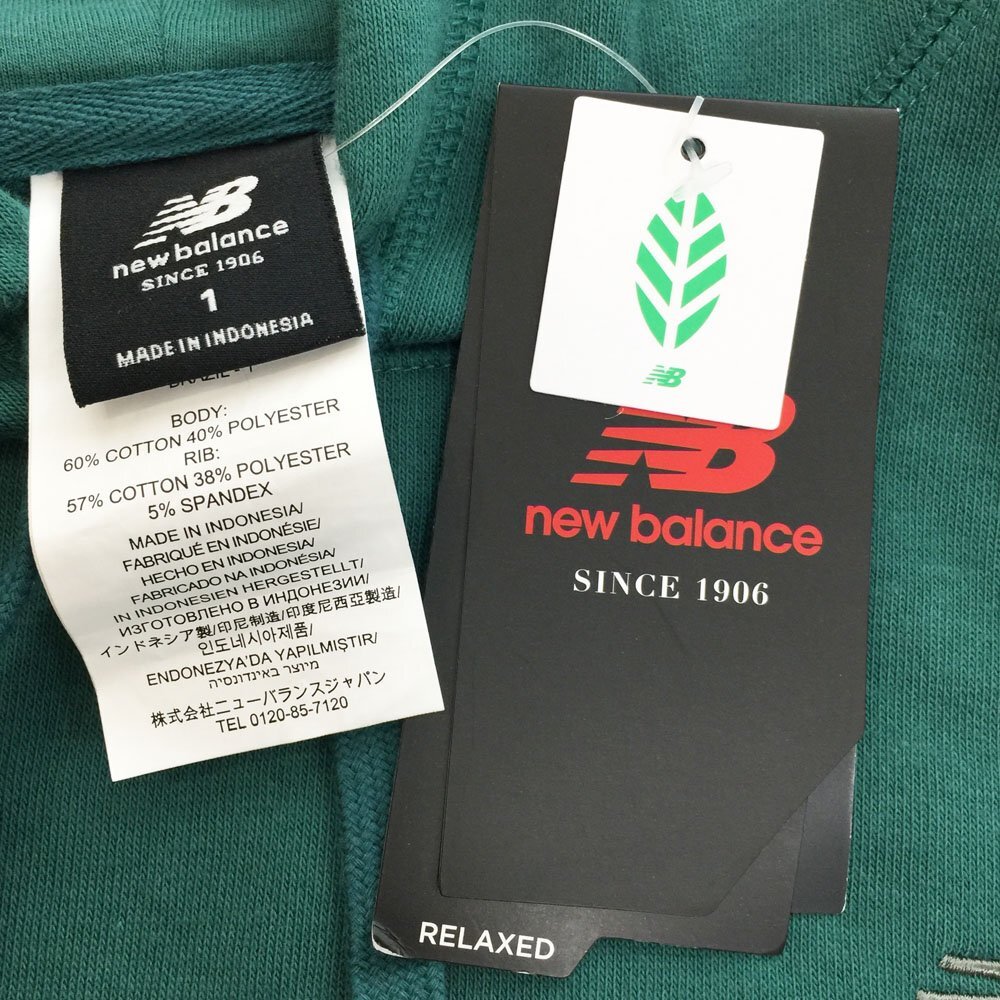 NB
new balance
SINCE 1906
1
MADE IN INDONESIA
BODY:
60% COTTON 40% POLYESTER
RIB:
57% COTTON 38% POLYESTER
5% SPANDEX
MADE IN INDONESIA/
FABRIQUÉ EN INDONÉSIE/
HECHO EN INDONESIA/
FABRICADO NA INDONÉSIA/
IN INDONESIEN HERGESTELLT/
ИЗГОТОВЛЕНО В ИНДОНЕЗИИ/
インドネシア製/印尼制造/印度尼西亞製造/
인도네시아제품/
ENDONEZYA'DA YAPILMIŞTIR/
מיוצר באינדונסיה
株式会社ニューバランスジャパン
TEL 0120-85-7120
NB
NB
new balance
SINCE 1906
RELAXED